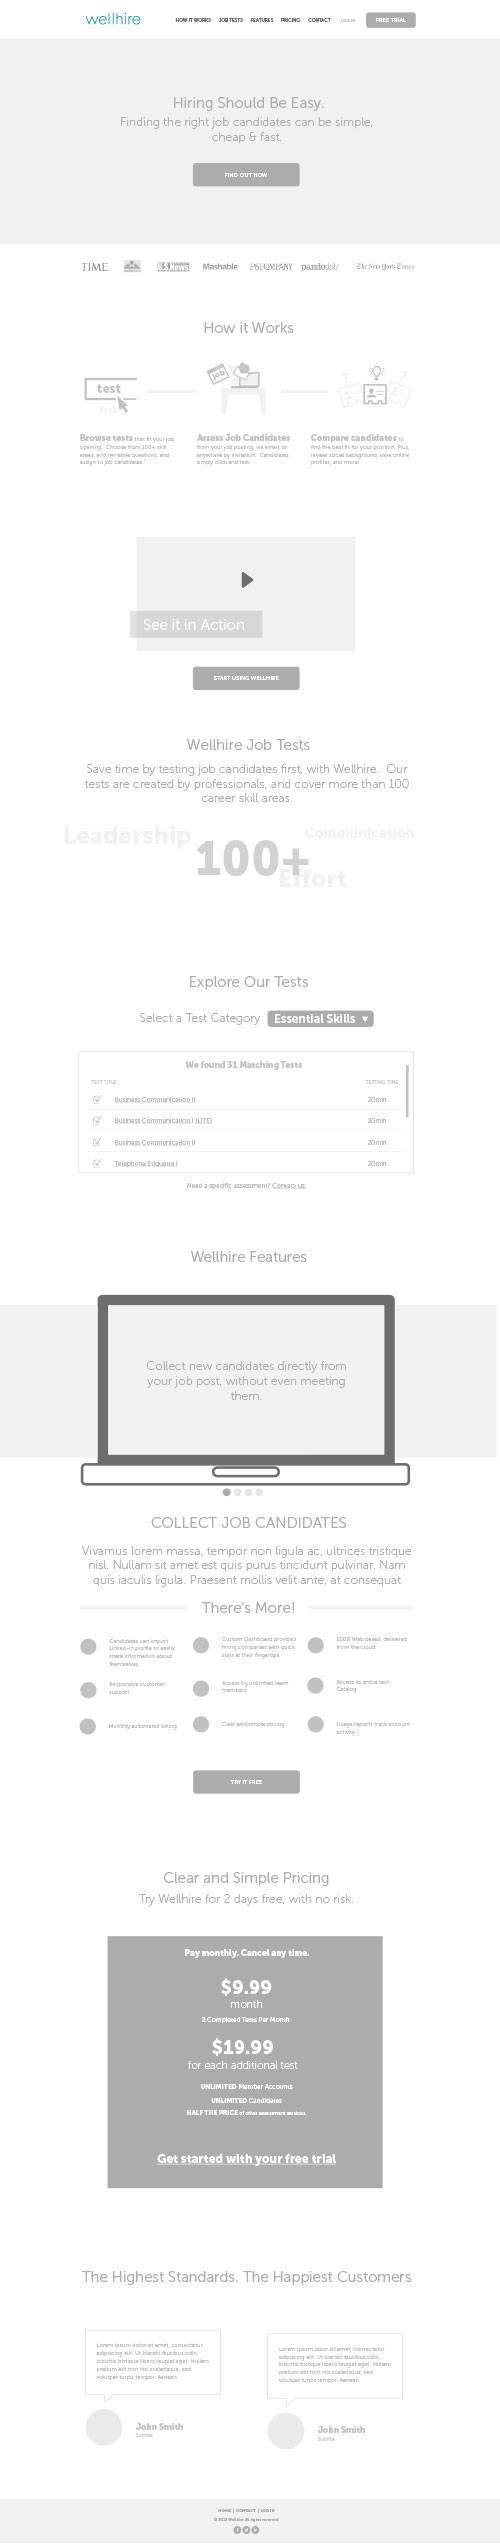 wellhire
HOW IT WORKS JOB TESTS FEATURES PRICING CONTACT LOG IN FREE TRIAL
Hiring Should Be Easy.
Finding the right job candidates can be simple,
cheap & fast.
FIND OUT HOW
TIME U.S.News Mashable FAST COMPANY pandodaily The New York Times
How it Works
test
test
job
? ?
Browse tests that fit your job
opening. Choose from 100+ skill
areas, and narrative questions, and
assign to job candidates."
Assess Job Candidates
from your job posting, via email, or
anywhere by invitation. Candidates
simply click and test.
Compare candidates to
find the best fit for your position. Plus,
review social background, view online
profiles, and more!
See it in Action
START USING WELLHIRE
Wellhire Job Tests
Save time by testing job candidates first, with Wellhire. Our
tests are created by professionals, and cover more than 100
career skill areas.
Leadership
Communication
100+
Effort
Explore Our Tests
Select a Test Category Essential Skills ▼
We found 31 Matching Tests
TEST TITLE TESTING TIME
Business Communication II 20min
Business Communication I (LITE) 20min
Business Communication II 20min
Telephone Etiquette I 20min
Need a specific assessment? Contact us.
Wellhire Features
Collect new candidates directly from
your job post, without even meeting
them.
COLLECT JOB CANDIDATES
Vivamus lorem massa, tempor non ligula ac, ultrices tristique
nisl. Nullam sit amet est quis purus tincidunt pulvinar. Nam
quis iaculis ligula. Praesent mollis velit ante, at consequat
There's More!
Candidates can import
Linked-in profile to easily
share information about
themselves
Custom Dashboard provides
hiring companies with quick
stats at their fingertips
100% Web based, delivered
from the cloud
Responsive customer
support
Access by unlimited team
members
Access to entire test
Catalog
Monthly automated billing
Clear and simple pricing
Usage reports track account
activity
TRY IT FREE
Clear and Simple Pricing
Try Wellhire for 2 days free, with no risk.
Pay monthly. Cancel any time.
$9.99
month
2 Completed Tests Per Month
$19.99
for each additional test
UNLIMITED Member Accounts
UNLIMITED Candidates
HALF THE PRICE of other assessment services
Get started with your free trial
The Highest Standards. The Happiest Customers
Lorem ipsum dolor sit amet, consectetur
adipiscing elit. Ut blandit faucibus odio,
lobortis tristique libero feugiat eget. Nullam
pretium elit non nisi scelerisque, sed
volutpat turpis tempor. Aenean
John Smith
Subtitle
Lorem ipsum dolor sit amet, consectetur
adipiscing elit. Ut blandit faucibus odio,
lobortis tristique libero feugiat eget. Nullam
pretium elit non nisi scelerisque, sed
volutpat turpis tempor. Aenean
John Smith
Subtitle
HOME | CONTACT | LOG IN
© 2013 Wellhire All rights reserved.